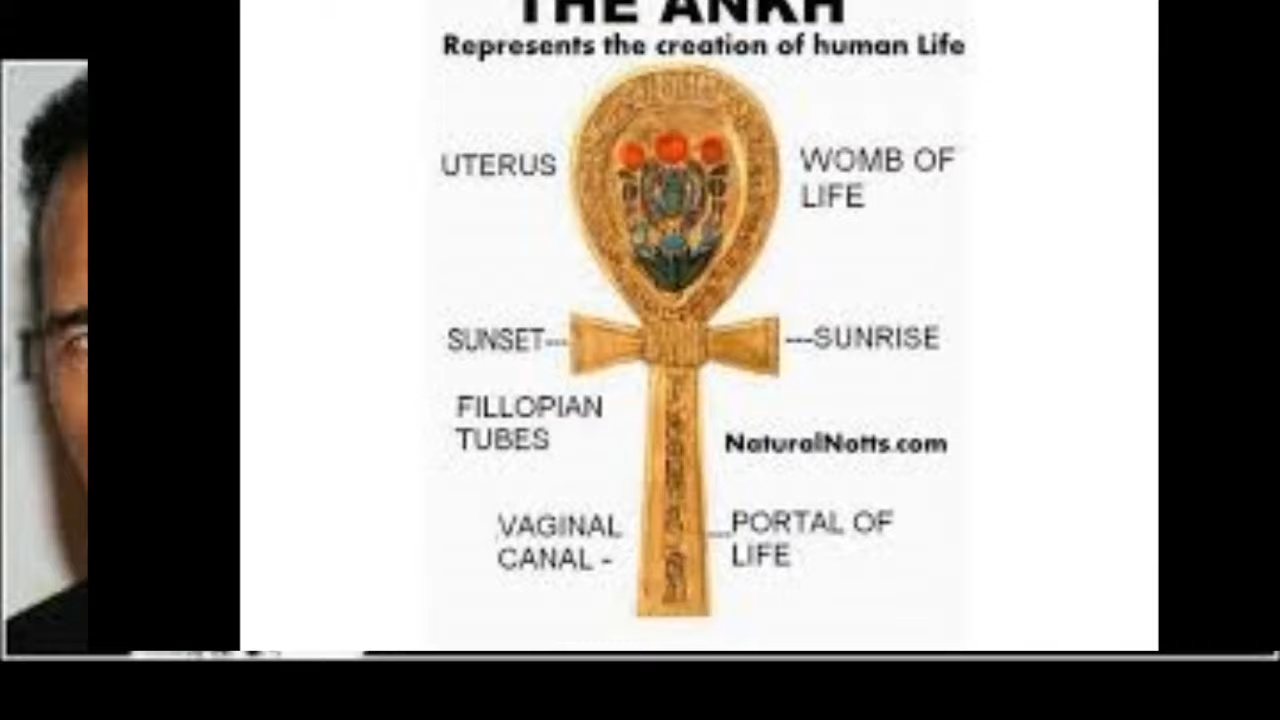 THE ANKH
Represents the creation of human Life
UTERUS
WOMB OF
LIFE
SUNSET---
---SUNRISE
FILLOPIAN
TUBES
NaturalNotts.com
VAGINAL
CANAL -
PORTAL OF
LIFE